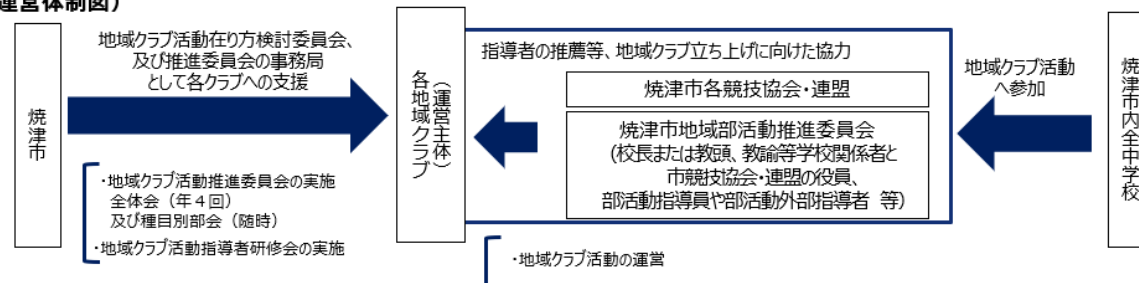 運営体制図）
焼津市
地域クラブ活動在り方検討委員会、
及び推進委員会の事務局
として各クラブへの支援
・地域クラブ活動推進委員会の実施
全体会（年４回）
及び種目別部会（随時）
・地域クラブ活動指導者研修会の実施
（運営主体）
各地域クラブ
指導者の推薦等、地域クラブ立ち上げに向けた協力
焼津市各競技協会・連盟
焼津市地域部活動推進委員会
（校長または教頭、教諭等学校関係者と
市競技協会・連盟の役員、
部活動指導員や部活動外部指導者 等）
・地域クラブ活動の運営
地域クラブ活動
へ参加
焼津市内全中学校